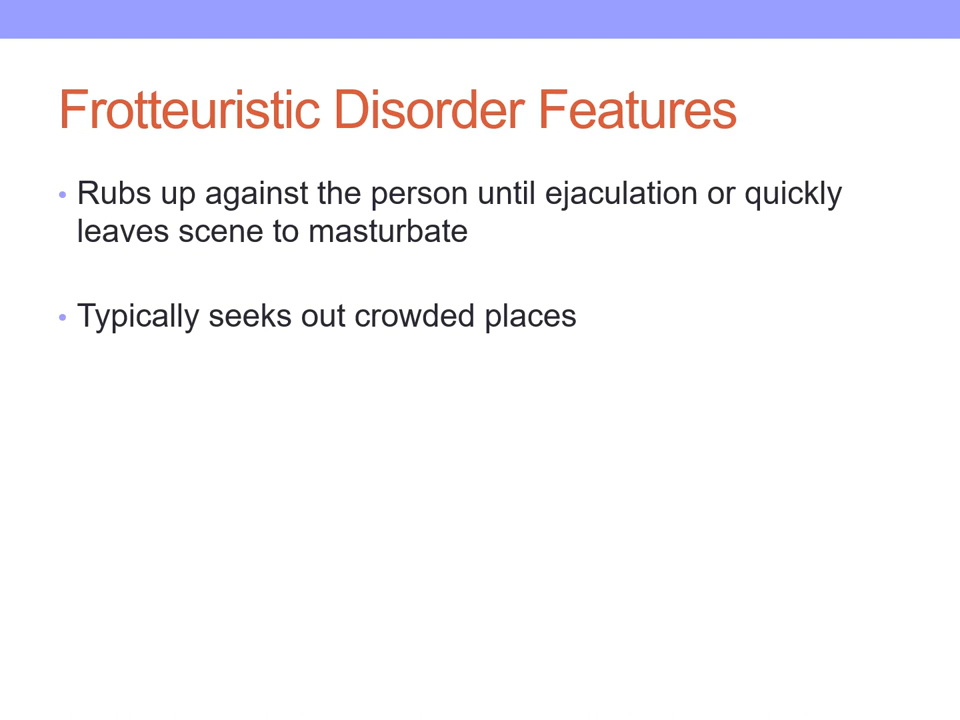 Frotteuristic Disorder Features
• Rubs up against the person until ejaculation or quickly
leaves scene to masturbate
• Typically seeks out crowded places